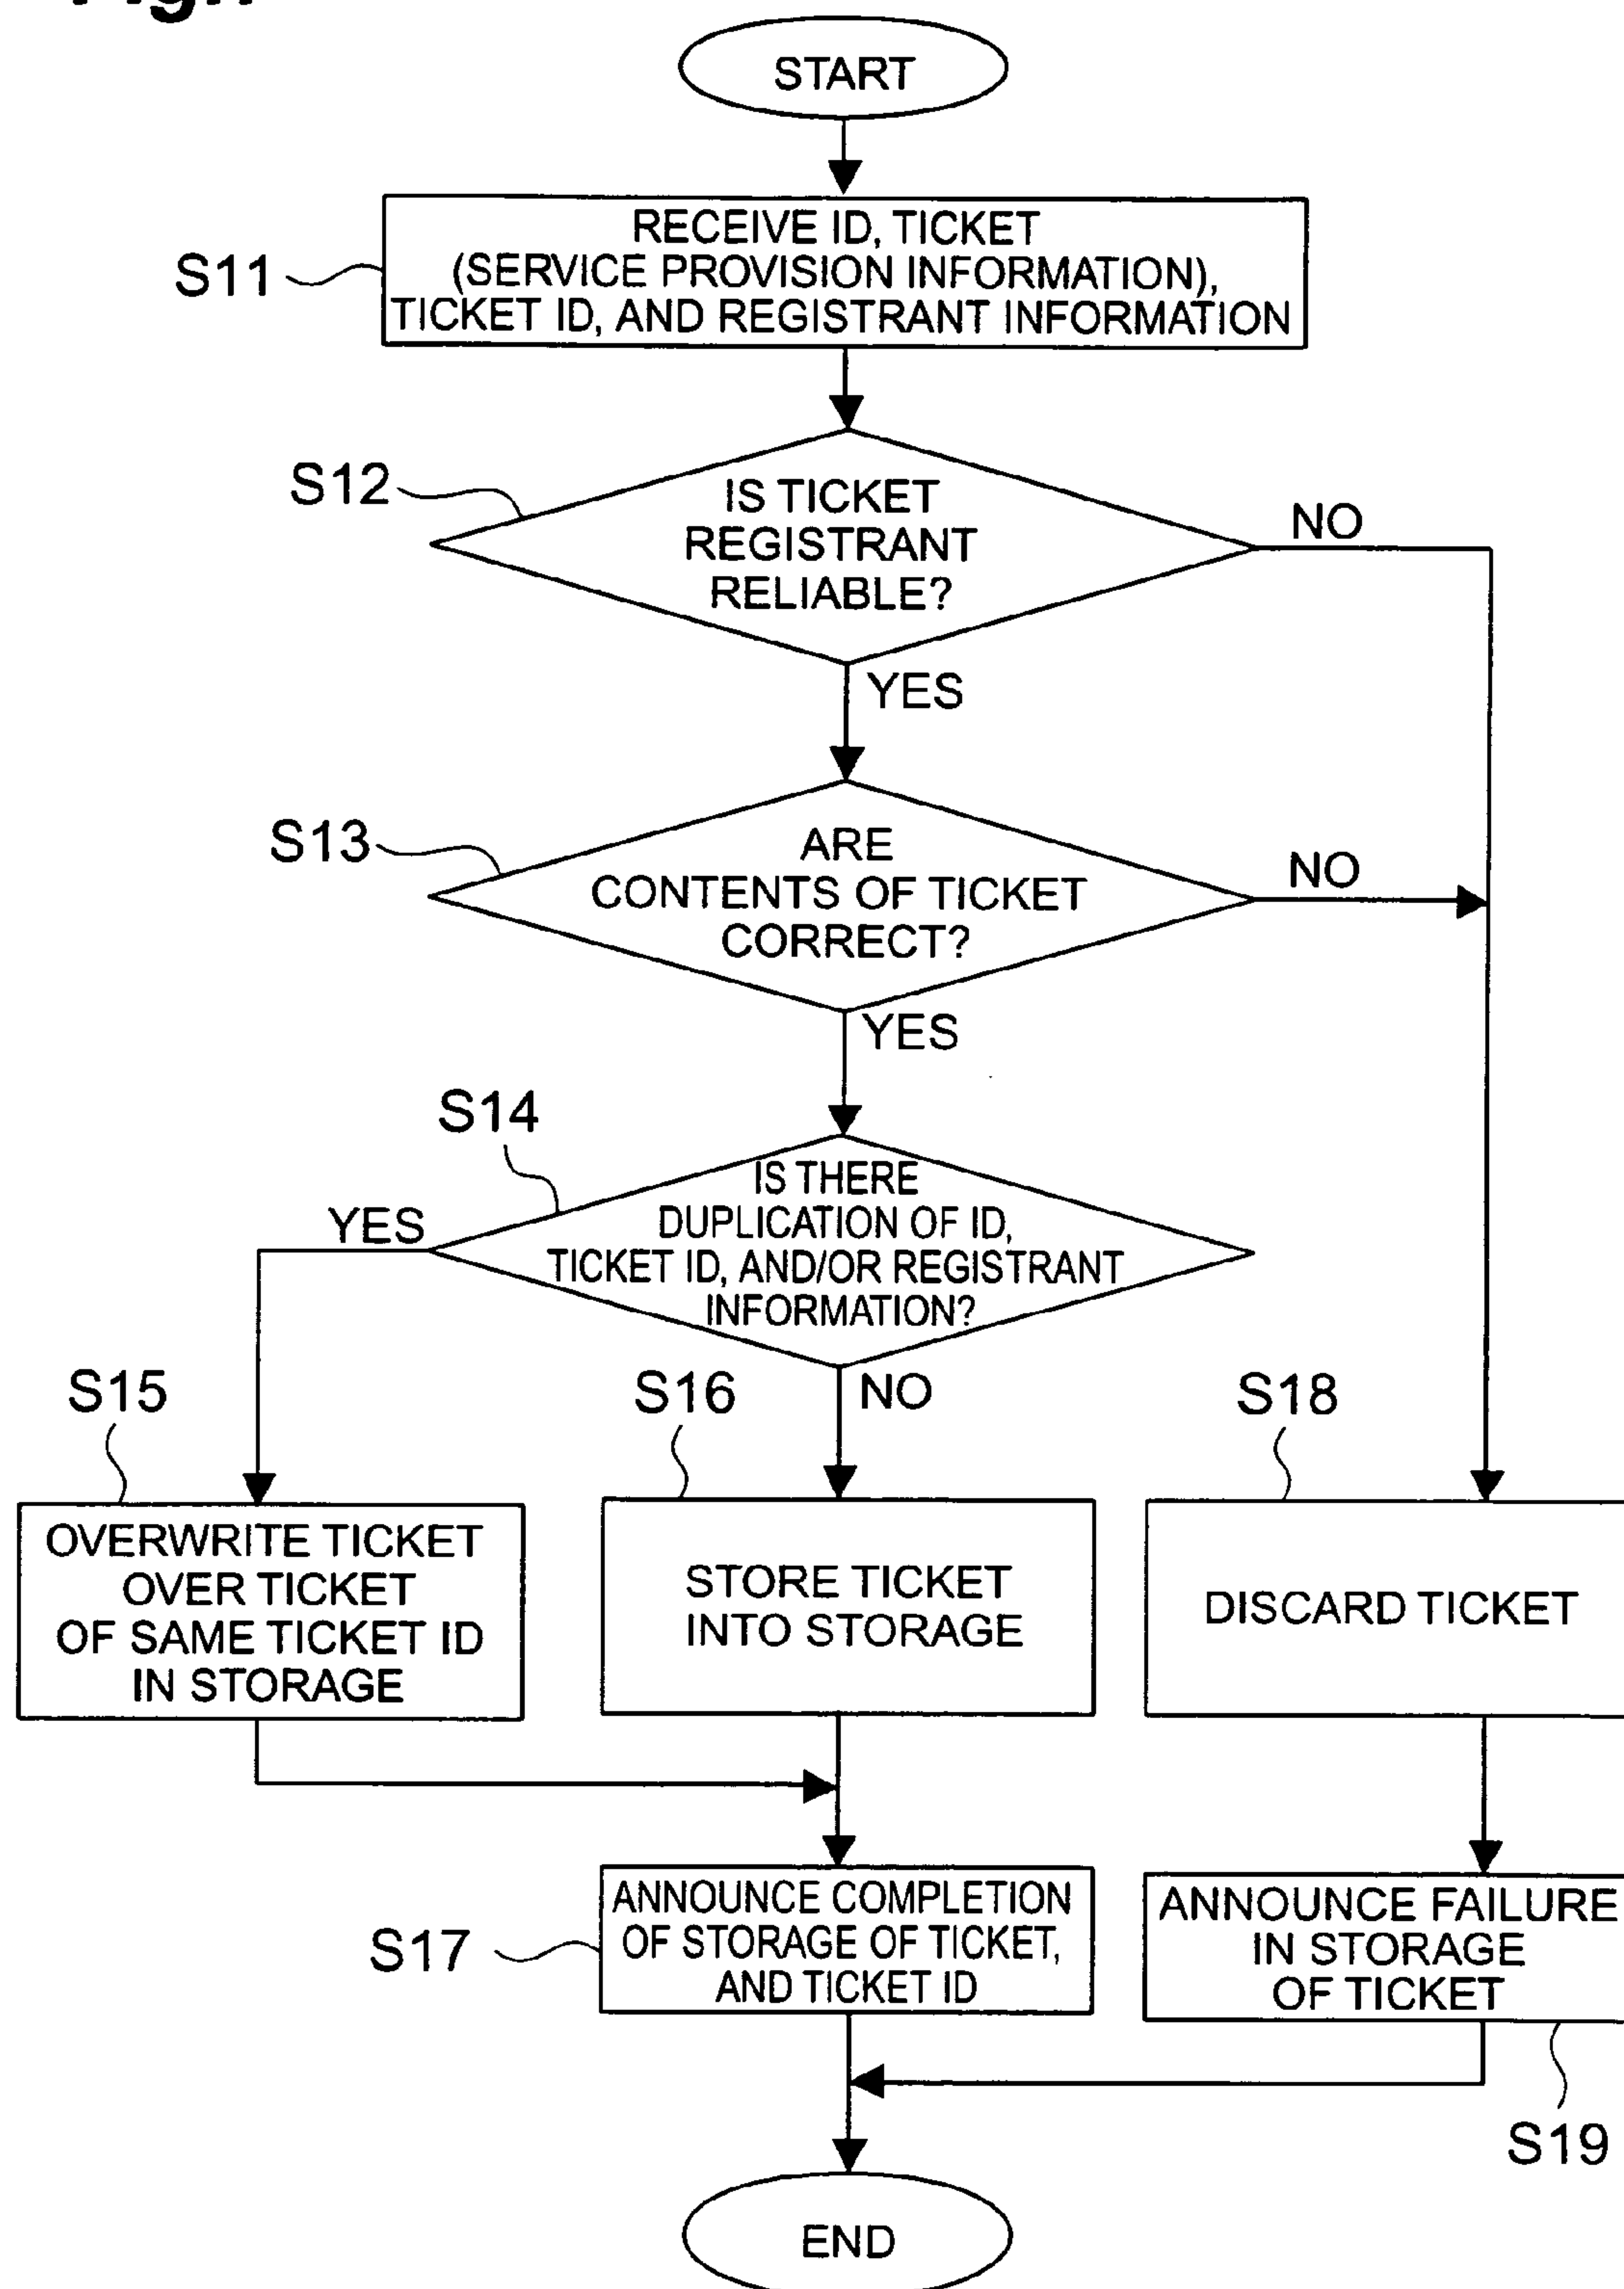 START
S11
RECEIVE ID, TICKET
(SERVICE PROVISION INFORMATION),
TICKET ID, AND REGISTRANT INFORMATION
S12
IS TICKET
REGISTRANT
RELIABLE?
NO
YES
S13
ARE
CONTENTS OF TICKET
CORRECT?
NO
YES
S14
IS THERE
DUPLICATION OF ID,
TICKET ID, AND/OR REGISTRANT
INFORMATION?
YES
NO
S15
OVERWRITE TICKET
OVER TICKET
OF SAME TICKET ID
IN STORAGE
S16
STORE TICKET
INTO STORAGE
S18
DISCARD TICKET
S17
ANNOUNCE COMPLETION
OF STORAGE OF TICKET,
AND TICKET ID
ANNOUNCE FAILURE
IN STORAGE
OF TICKET
S19
END